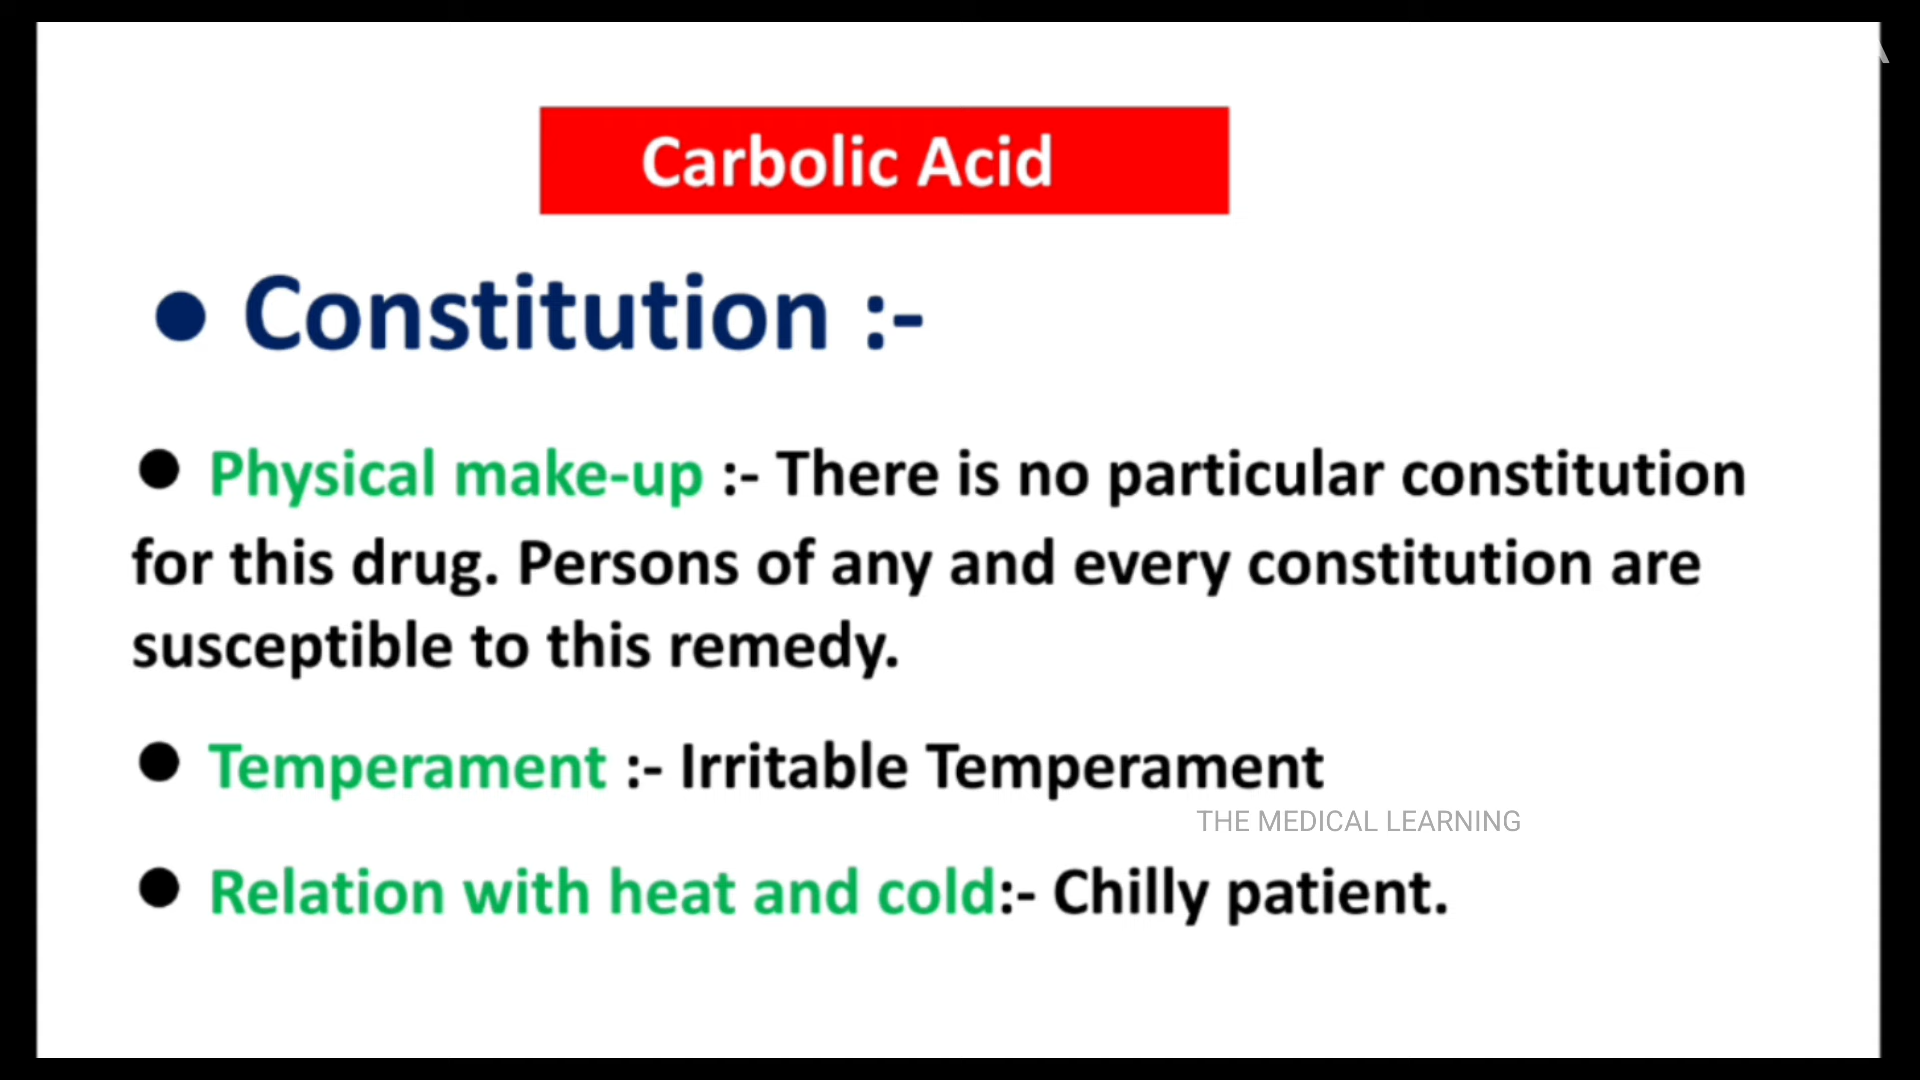 Carbolic Acid
● Constitution :-
● Physical make-up :- There is no particular constitution
for this drug. Persons of any and every constitution are
susceptible to this remedy.
● Temperament :- Irritable Temperament
THE MEDICAL LEARNING
● Relation with heat and cold:- Chilly patient.